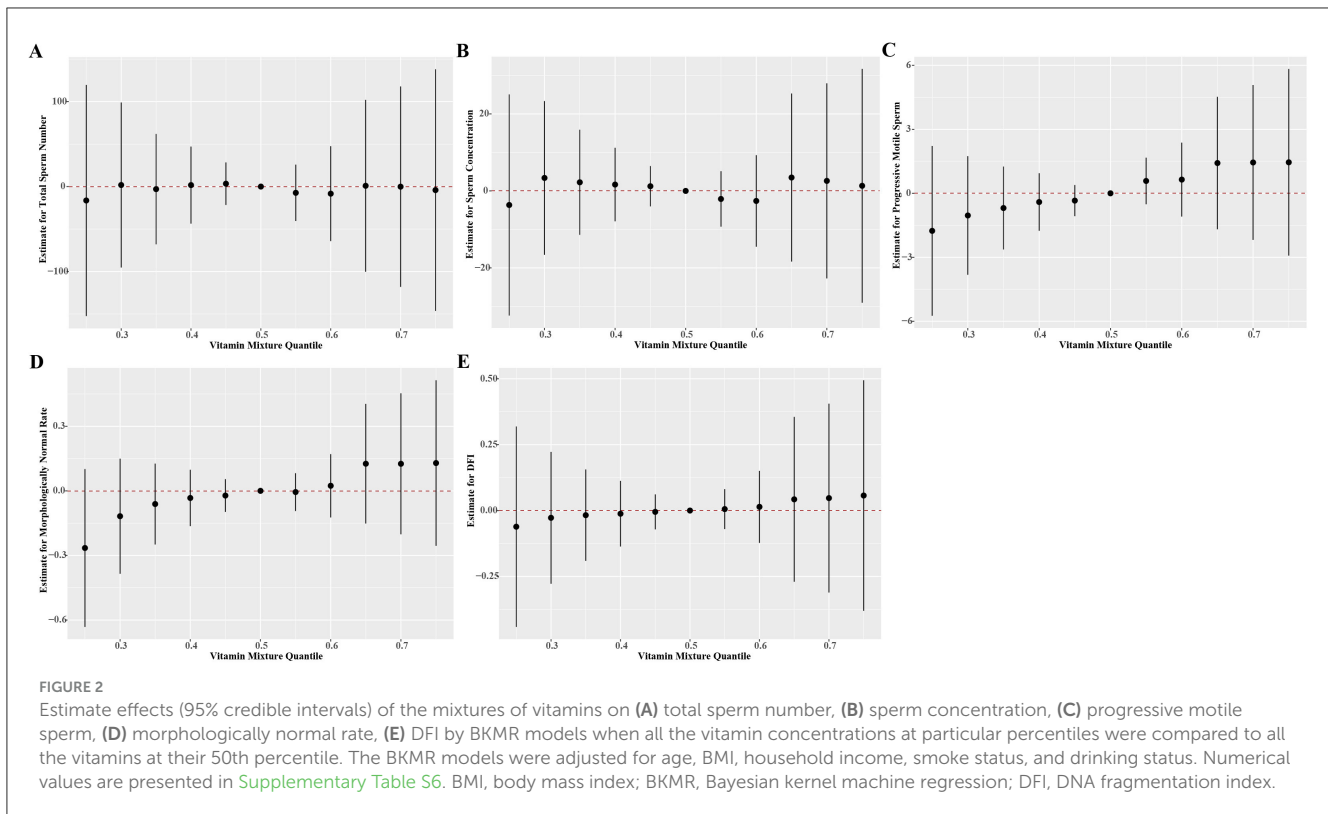 A
Estimate for Total Sperm Number
100
0
−100
0.3
0.4
0.5
0.6
0.7
Vitamin Mixture Quantile
B
Estimate for Sperm Concentration
20
0
−20
0.3
0.4
0.5
0.6
0.7
Vitamin Mixture Quantile
C
Estimate for Progressive Motile Sperm
6
3
0
−3
−6
0.3
0.4
0.5
0.6
0.7
Vitamin Mixture Quantile
D
Estimate for Morphologically Normal Rate
0.3
0.0
−0.3
−0.6
0.3
0.4
0.5
0.6
0.7
Vitamin Mixture Quantile
E
Estimate for DFI
0.50
0.25
0.00
−0.25
0.3
0.4
0.5
0.6
0.7
Vitamin Mixture Quantile
FIGURE 2
Estimate effects (95% credible intervals) of the mixtures of vitamins on (A) total sperm number, (B) sperm concentration, (C) progressive motile
sperm, (D) morphologically normal rate, (E) DFI by BKMR models when all the vitamin concentrations at particular percentiles were compared to all
the vitamins at their 50th percentile. The BKMR models were adjusted for age, BMI, household income, smoke status, and drinking status. Numerical
values are presented in Supplementary Table S6. BMI, body mass index; BKMR, Bayesian kernel machine regression; DFI, DNA fragmentation index.